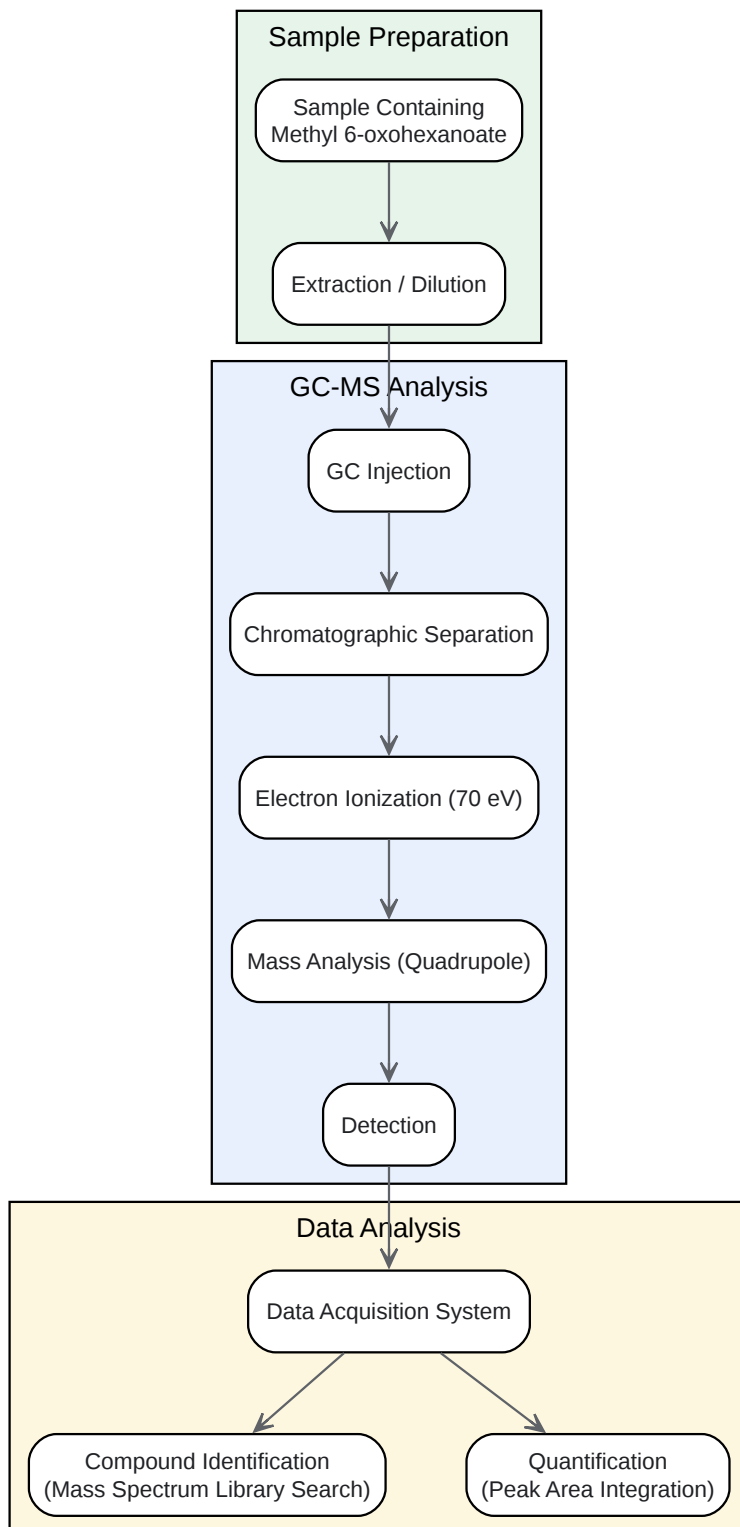 Sample Preparation
Sample Containing
Methyl 6-oxohexanoate
Extraction / Dilution
GC-MS Analysis
GC Injection
Chromatographic Separation
Electron Ionization (70 eV)
Mass Analysis (Quadrupole)
Detection
Data Analysis
Data Acquisition System
Compound Identification
(Mass Spectrum Library Search)
Quantification
(Peak Area Integration)